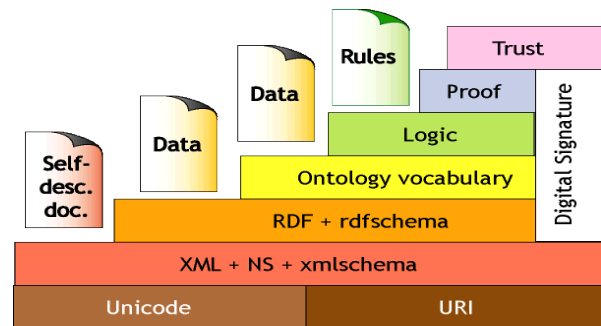 Trust
Rules
Proof
Data
Logic
Data
Self-
desc.
doc.
Ontology vocabulary
Digital Signature
RDF + rdfschema
XML + NS + xmlschema
Unicode
URI